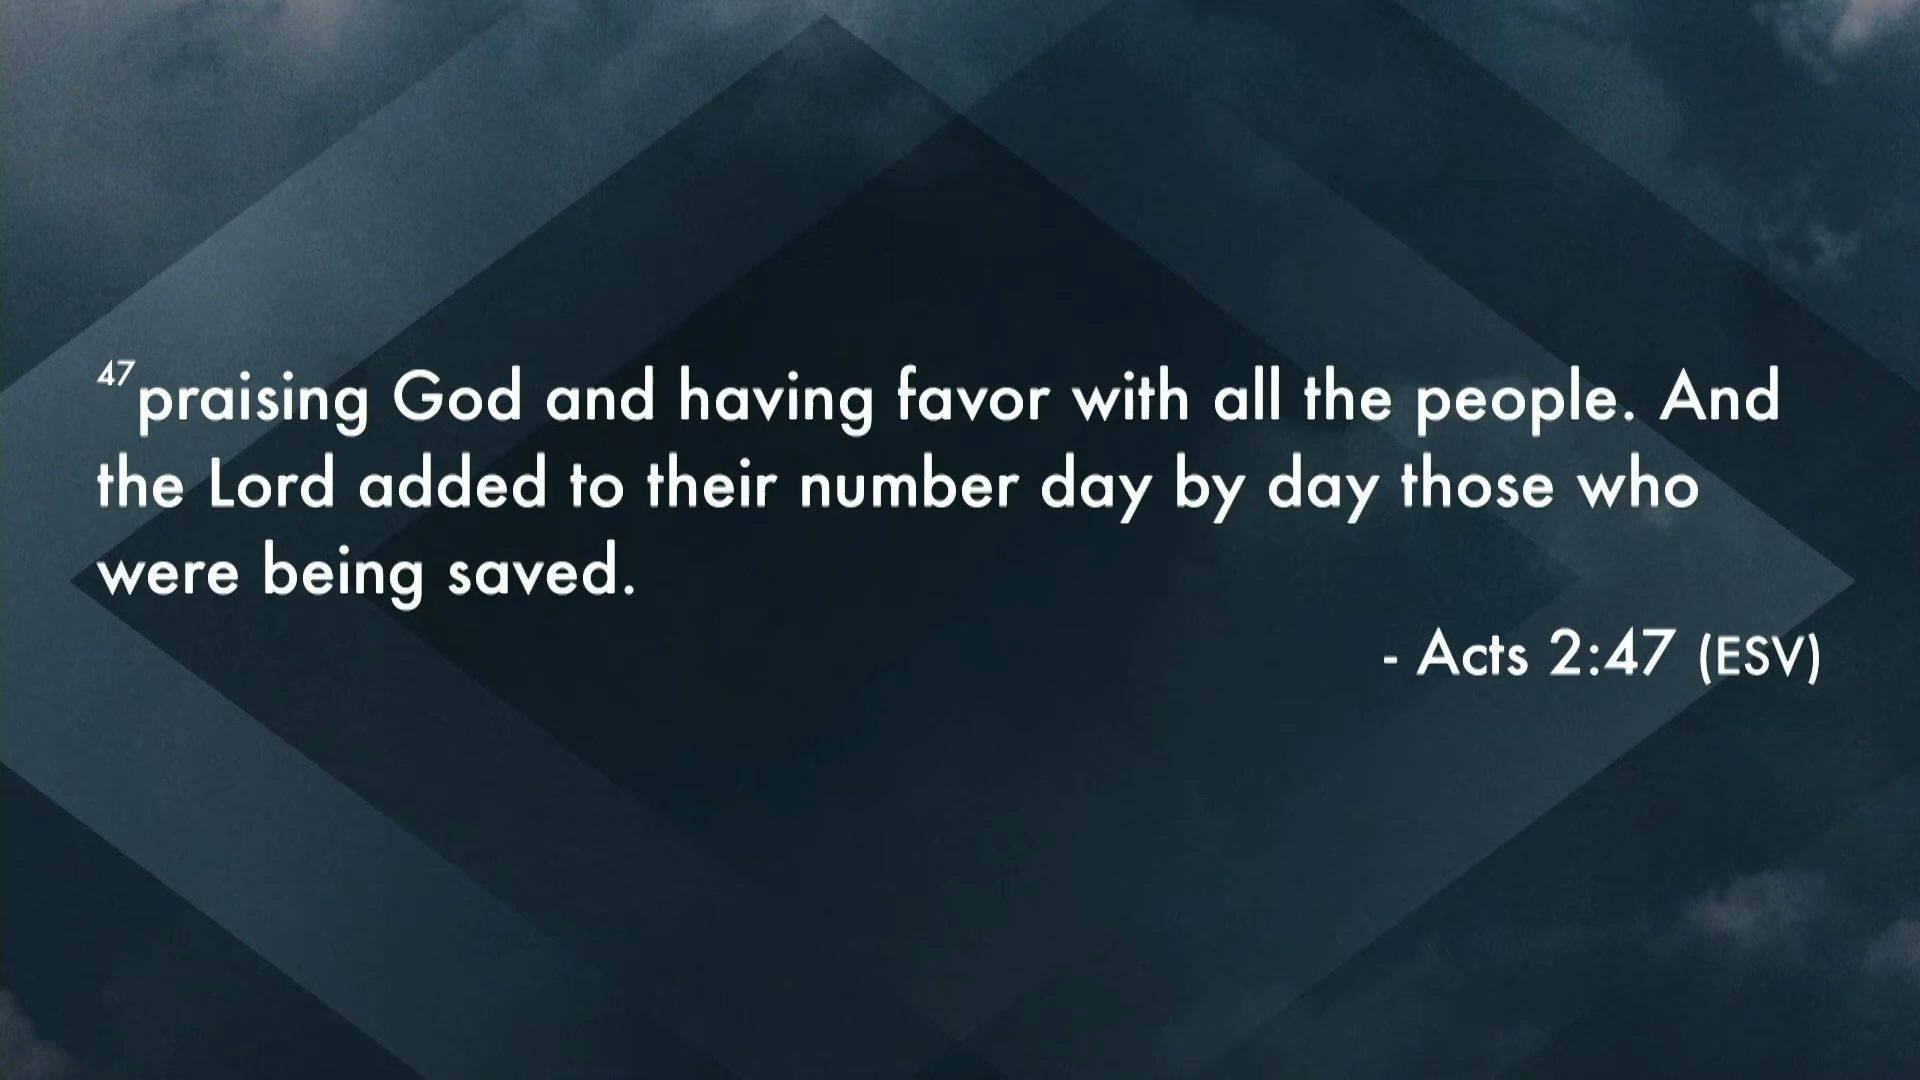 47praising God and having favor with all the people. And
the Lord added to their number day by day those who
were being saved.
- Acts 2:47 (ESV)